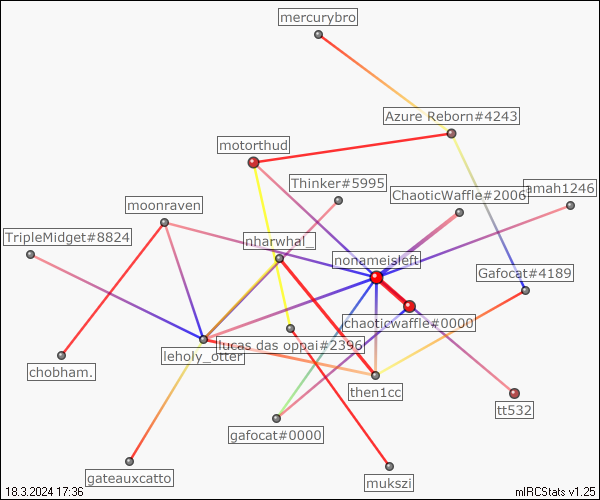 mercurybro
Azure Reborn#4243
motorthud
Thinker#5995
ChaoticWaffle#2006
amah1246
moonraven
TripleMidget#8824
nharwhal_
nonameisleft
Gafocat#4189
chaoticwaffle#0000
lucas das oppai#2396
leholy_otter
chobham.
then1cc
tt532
gafocat#0000
gateauxcatto
mukszi
18.3.2024 17:36
mIRCStats v1.25